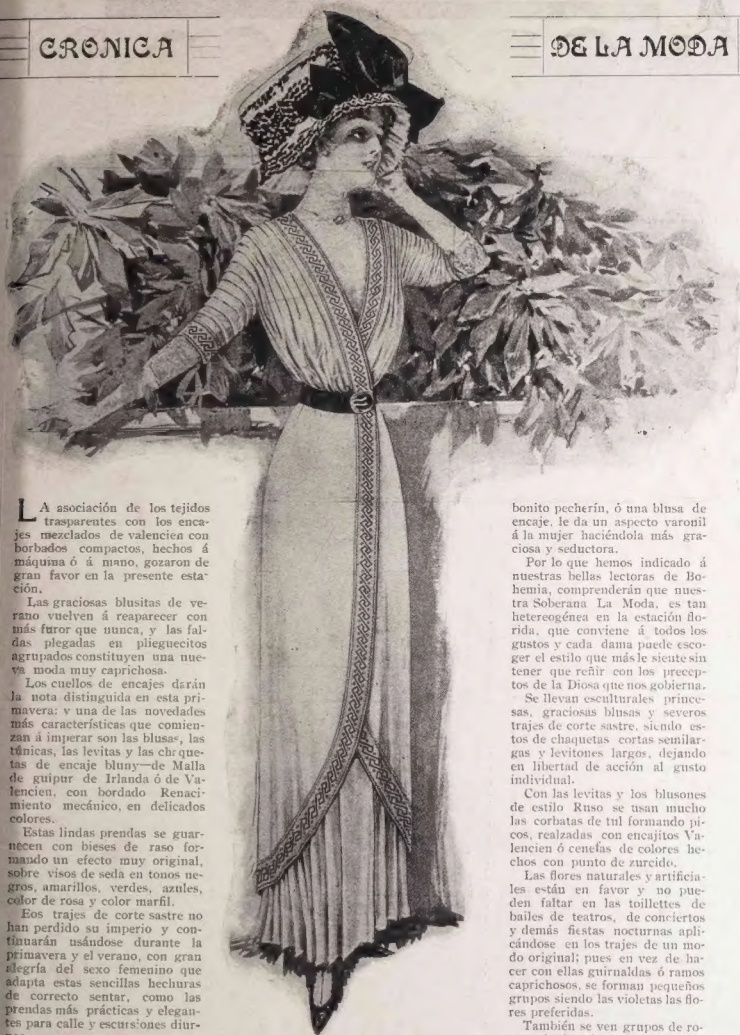 CRONICA
DE LA MODA
LA asociación de los tejidos
trasparentes con los enca-
jes mezclados de valencien con
borbados compactos, hechos á
máquina ó á mano, gozaron de
gran favor en la presente esta-
ción.
Las graciosas blusitas de ve-
rano vuelven á reaparecer con
más furor que nunca, y las fal-
das plegadas en plieguecitos
agrupados constituyen una nue-
va moda muy caprichosa.
Los cuellos de encajes darán
la nota distinguida en esta pri-
mavera: y una de las novedades
más características que comien-
zan á imperar son las blusas, las
túnicas, las levitas y las chaque-
tas de encaje bluny—de Malla
de guipur de Irlanda ó de Va-
lencien, con bordado Renaci-
miento mecánico, en delicados
colores.
Estas lindas prendas se guar-
necen con bieses de raso for-
mando un efecto muy original,
sobre visos de seda en tonos ne-
gros, amarillos, verdes, azules,
color de rosa y color marfil.
Eos trajes de corte sastre no
han perdido su imperio y con-
tinuarán usándose durante la
primavera y el verano, con gran
alegría del sexo femenino que
adapta estas sencillas hechuras
de correcto sentar, como las
prendas más prácticas y elegan-
tes para calle y escursiones diur-
bonito pecherín, ó una blusa de
encaje, le da un aspecto varonil
á la mujer haciéndola más gra-
ciosa y seductora.
Por lo que hemos indicado á
nuestras bellas lectoras de Bo-
hemia, comprenderán que nues-
tra Soberana La Moda, es tan
hetereogénea en la estación flo-
rida, que conviene á todos los
gustos y cada dama puede esco-
ger el estilo que más le siente sin
tener que reñir con los precep-
tos de la Diosa que nos gobierna.
Se llevan esculturales prince-
sas, graciosas blusas y severos
trajes de corte sastre, siendo es-
tos de chaquetas cortas semilar-
gas y levitones largos, dejando
en libertad de acción al gusto
individual.
Con las levitas y los blusones
de estilo Ruso se usan mucho
las corbatas de tul formando pi-
cos, realzadas con encajitos Va-
lencien ó cenefas de colores he-
chos con punto de zurcido.
Las flores naturales y artificia-
les están en favor y no pue-
den faltar en las toillettes de
bailes de teatros, de conciertos
y demás fiestas nocturnas apli-
cándose en los trajes de un mo-
do original; pues en vez de ha-
cer con ellas guirnaldas ó ramos
caprichosos, se forman pequeños
grupos siendo las violetas las flo-
res preferidas.
También se ven grupos de ro-